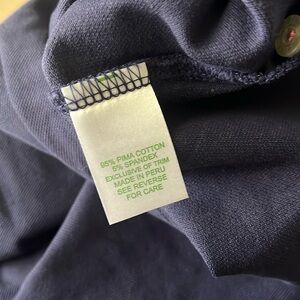 95% PIMA COTTON
5% SPANDEX
EXCLUSIVE OF TRIM
MADE IN PERU
SEE REVERSE
FOR CARE